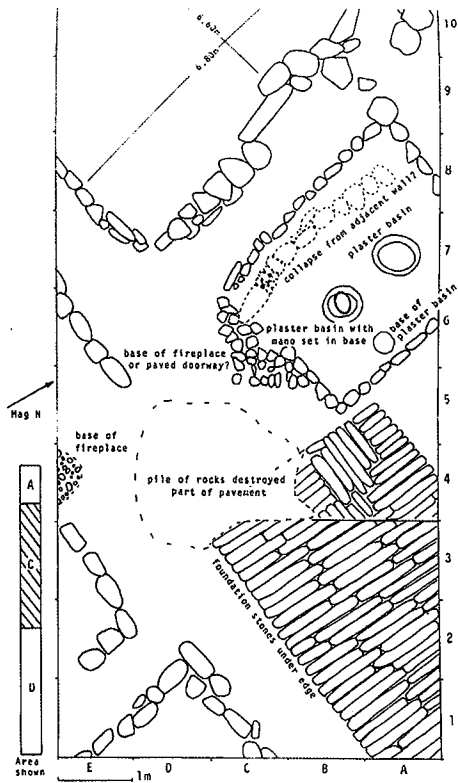 6.60m
6.80m
10
9
8
7
6
5
4
3
2
1
collapse from adjacent wall?
plaster basin
plaster basin with
mano set in base
base of
plaster basin
base of fireplace
or paved doorway?
Mag N
base of
fireplace
pile of rocks destroyed
part of pavement
foundation stones under edge
A
C
D
Area
shown
E
D
C
B
A
1m